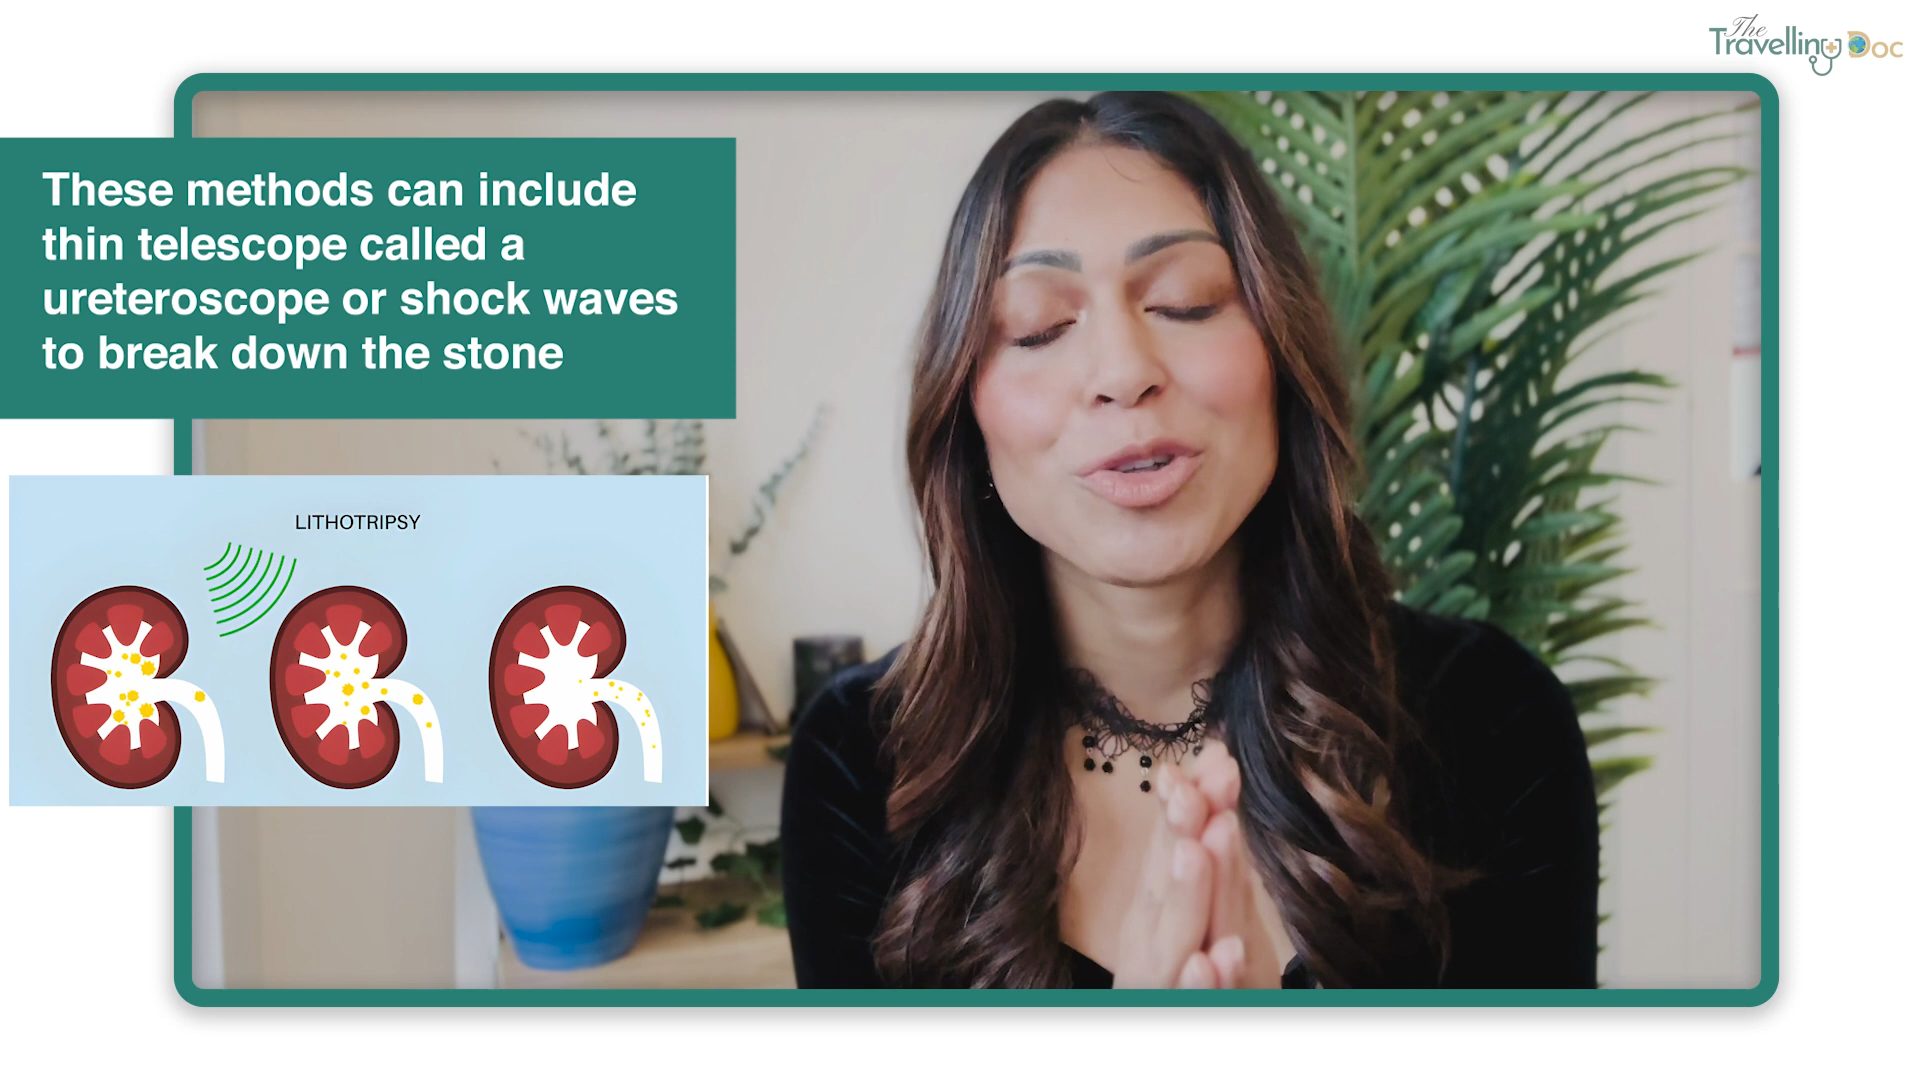 The
Travelling Doc
These methods can include
thin telescope called a
ureteroscope or shock waves
to break down the stone
LITHOTRIPSY